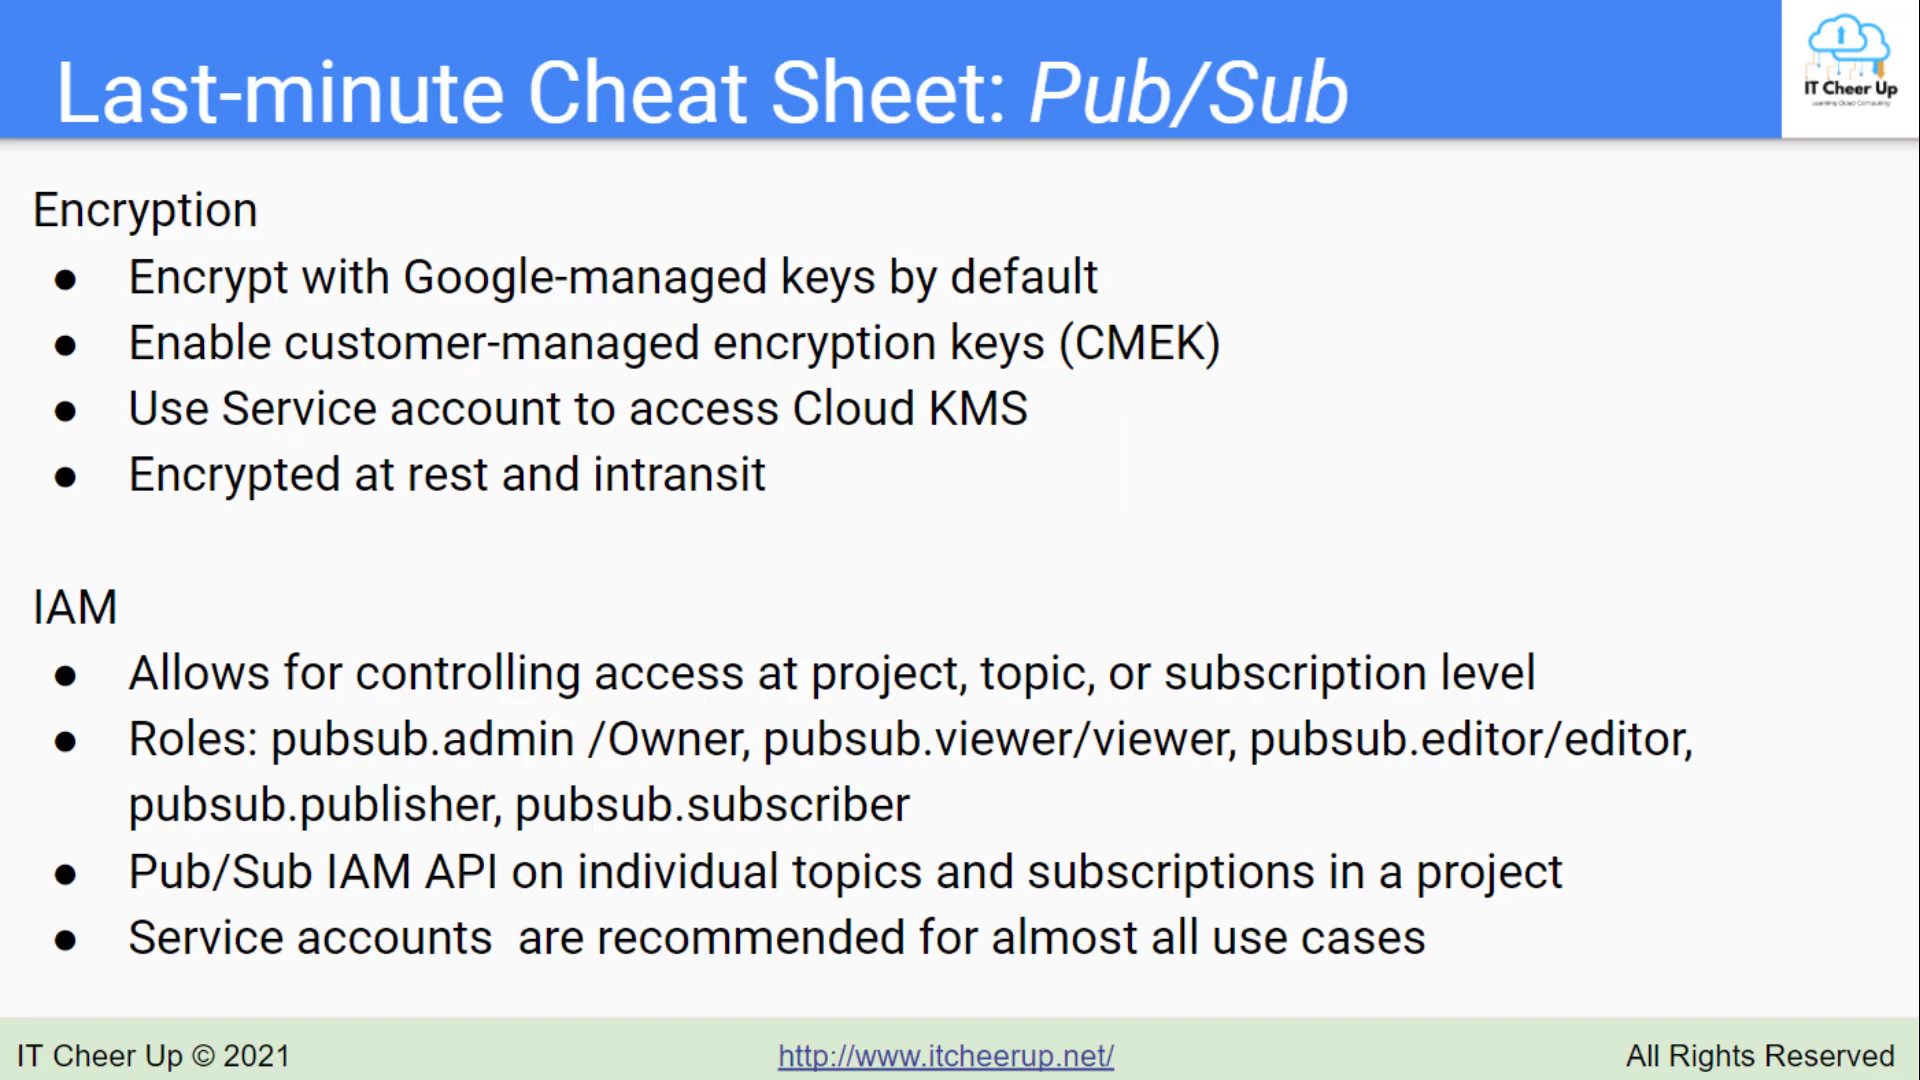 Last-minute Cheat Sheet: Pub/Sub
IT Cheer Up
Learning Cloud Computing
Encryption
● Encrypt with Google-managed keys by default
● Enable customer-managed encryption keys (CMEK)
● Use Service account to access Cloud KMS
● Encrypted at rest and intransit
IAM
● Allows for controlling access at project, topic, or subscription level
● Roles: pubsub.admin /Owner, pubsub.viewer/viewer, pubsub.editor/editor,
pubsub.publisher, pubsub.subscriber
● Pub/Sub IAM API on individual topics and subscriptions in a project
● Service accounts  are recommended for almost all use cases
IT Cheer Up © 2021
http://www.itcheerup.net/
All Rights Reserved